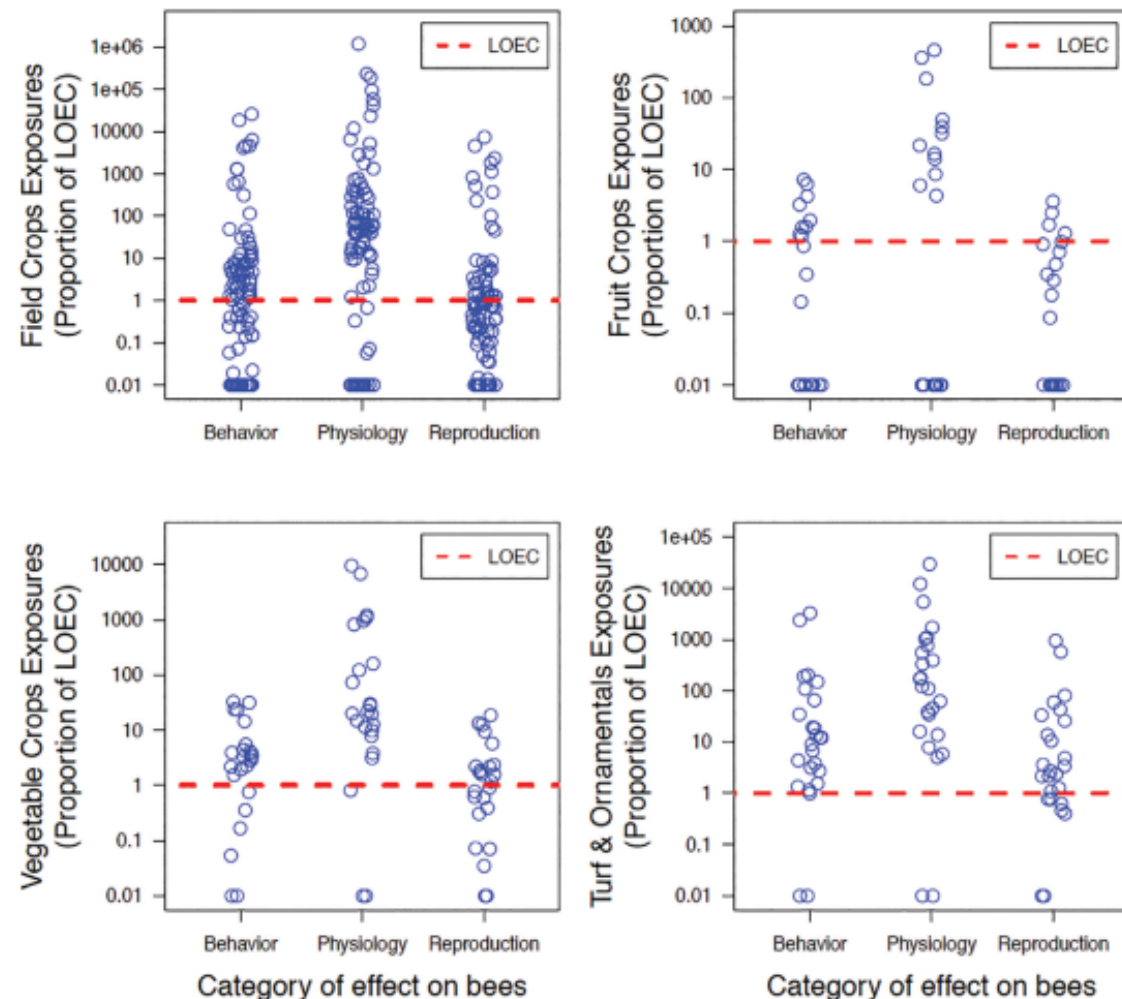 Field Crops Exposures
(Proportion of LOEC)
1e+06
1e+05
10000
1000
100
10
1
0.1
0.01
LOEC
Behavior Physiology Reproduction
Fruit Crops Expoures
(Proportion of LOEC)
1000
100
10
1
0.1
0.01
LOEC
Behavior Physiology Reproduction
Vegetable Crops Exposures
(Proportion of LOEC)
10000
1000
100
10
1
0.1
0.01
LOEC
Behavior Physiology Reproduction
Category of effect on bees
Turf & Ornamentals Exposures
(Proportion of LOEC)
1e+05
10000
1000
100
10
1
0.1
0.01
LOEC
Behavior Physiology Reproduction
Category of effect on bees